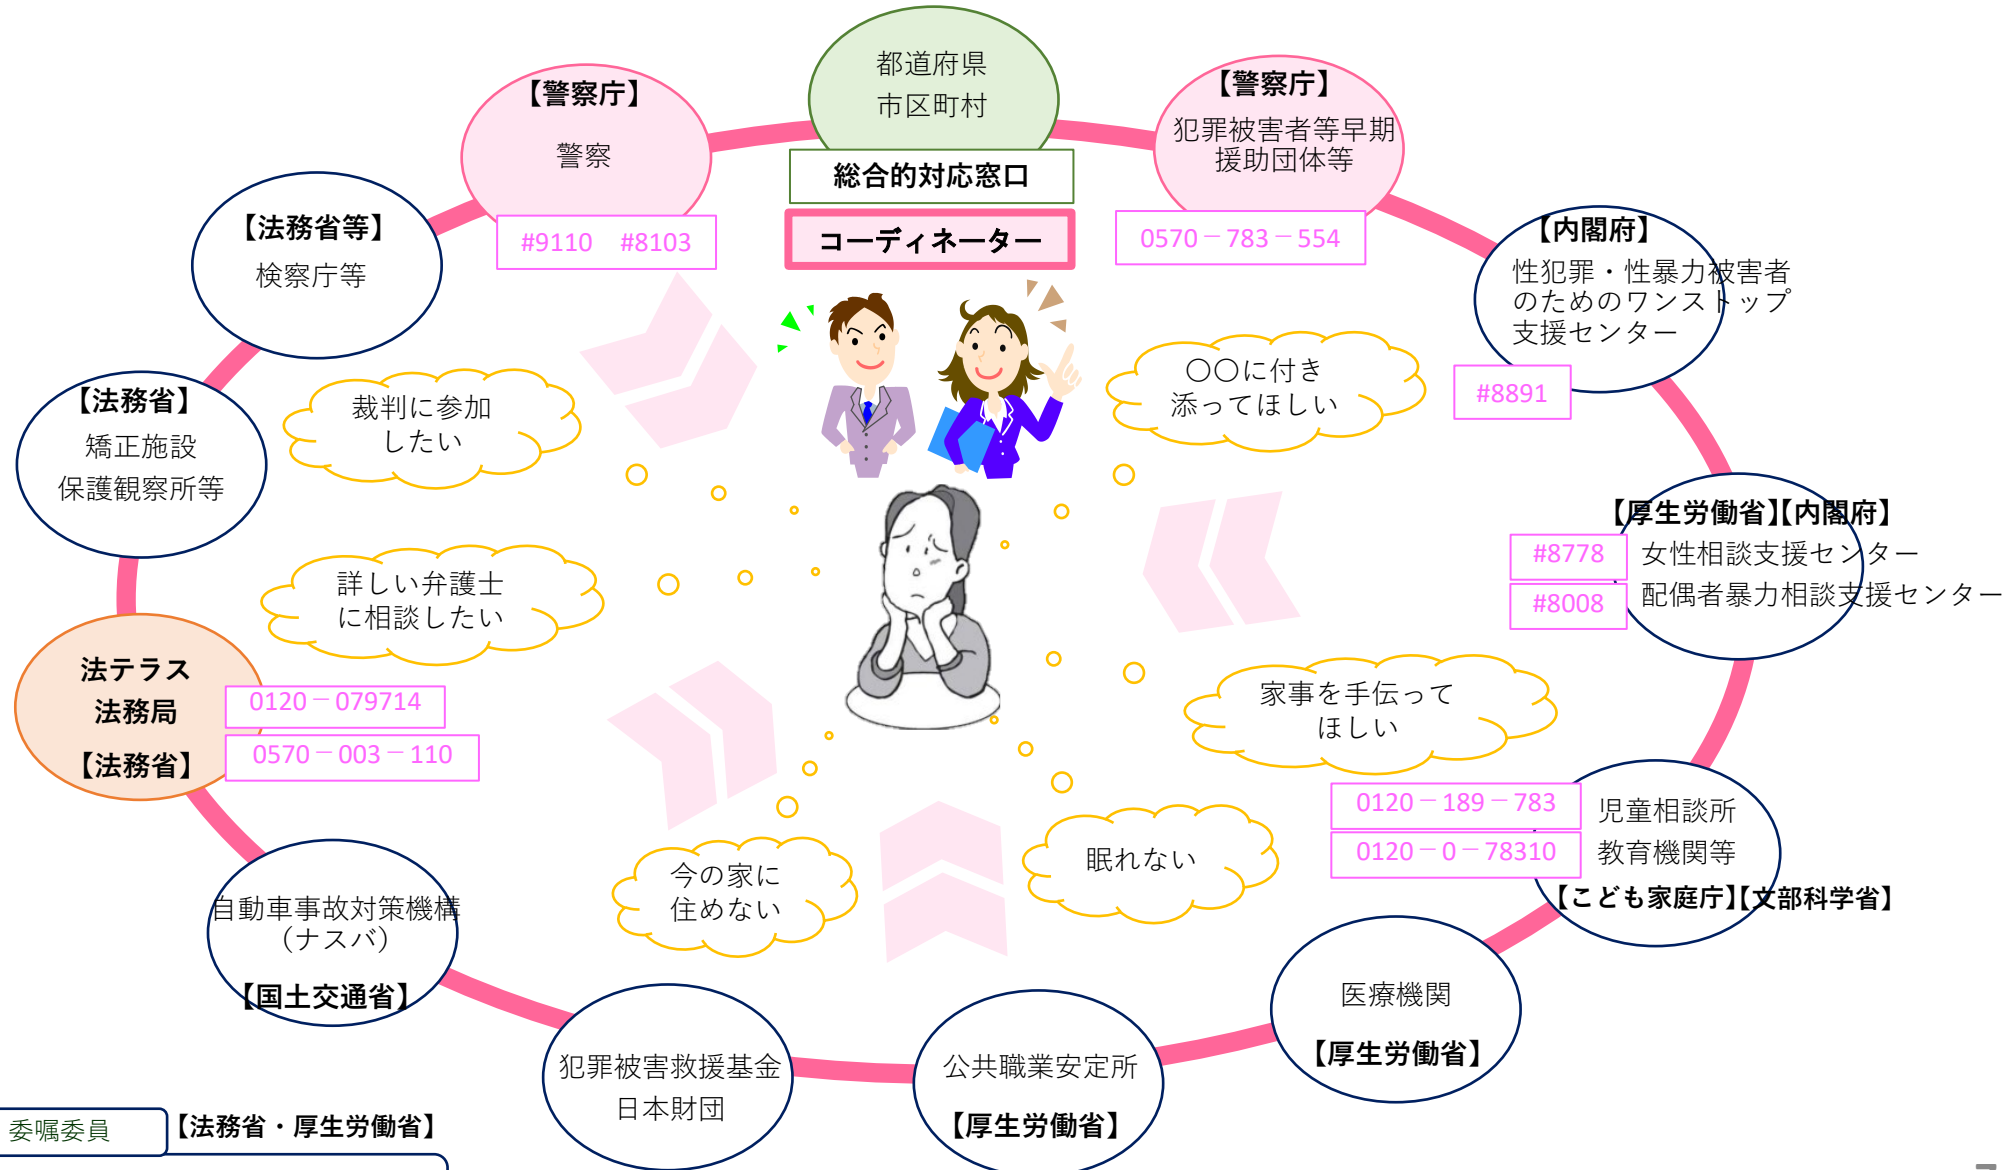 都道府県
市区町村
総合的対応窓口
コーディネーター
【警察庁】
警察
#9110　#8103
【警察庁】
犯罪被害者等早期
援助団体等
0570－783－554
【法務省等】
検察庁等
【内閣府】
性犯罪・性暴力被害者
のためのワンストップ
支援センター
#8891
【法務省】
矯正施設
保護観察所等
裁判に参加
したい
〇〇に付き
添ってほしい
【厚生労働省】【内閣府】
#8778
女性相談支援センター
#8008
配偶者暴力相談支援センター
詳しい弁護士
に相談したい
法テラス
法務局
【法務省】
0120－079714
0570－003－110
家事を手伝って
ほしい
0120－189－783
0120－0－78310
児童相談所
教育機関等
【こども家庭庁】【文部科学省】
今の家に
住めない
眠れない
自動車事故対策機構
（ナスバ）
【国土交通省】
医療機関
【厚生労働省】
犯罪被害救援基金
日本財団
公共職業安定所
【厚生労働省】
委嘱委員
【法務省・厚生労働省】